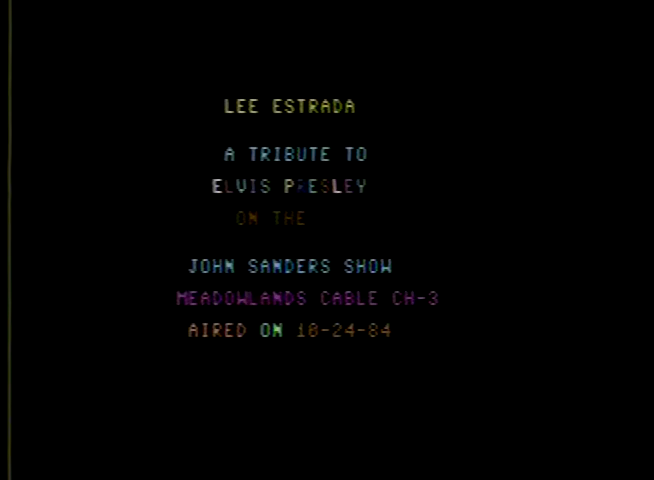 LEE ESTRADA
A TRIBUTE TO
ELVIS PRESLEY
ON THE
JOHN SANDERS SHOW
MEADOWLANDS CABLE CH-3
AIRED ON 10-24-84